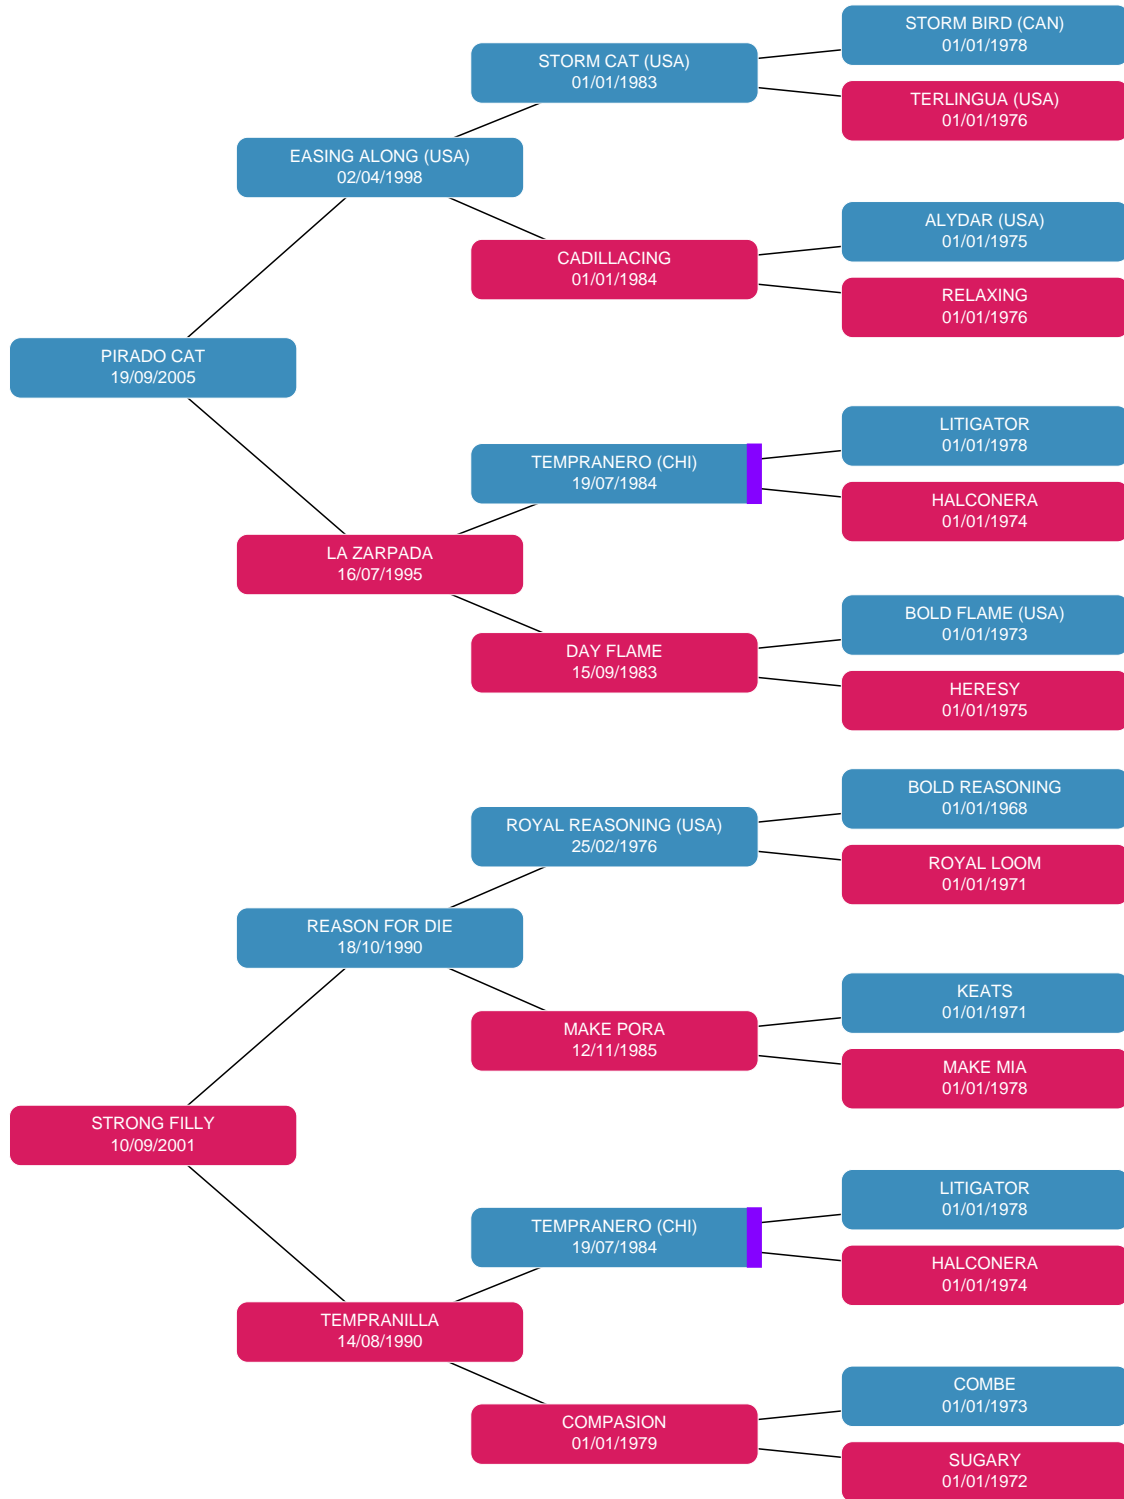 STORM BIRD (CAN)
01/01/1978
STORM CAT (USA)
01/01/1983
TERLINGUA (USA)
01/01/1976
EASING ALONG (USA)
02/04/1998
ALYDAR (USA)
01/01/1975
CADILLACING
01/01/1984
RELAXING
01/01/1976
PIRADO CAT
19/09/2005
LITIGATOR
01/01/1978
TEMPRANERO (CHI)
19/07/1984
HALCONERA
01/01/1974
LA ZARPADA
16/07/1995
BOLD FLAME (USA)
01/01/1973
DAY FLAME
15/09/1983
HERESY
01/01/1975
BOLD REASONING
01/01/1968
ROYAL REASONING (USA)
25/02/1976
ROYAL LOOM
01/01/1971
REASON FOR DIE
18/10/1990
KEATS
01/01/1971
MAKE PORA
12/11/1985
MAKE MIA
01/01/1978
STRONG FILLY
10/09/2001
LITIGATOR
01/01/1978
TEMPRANERO (CHI)
19/07/1984
HALCONERA
01/01/1974
TEMPRANILLA
14/08/1990
COMBE
01/01/1973
COMPASION
01/01/1979
SUGARY
01/01/1972